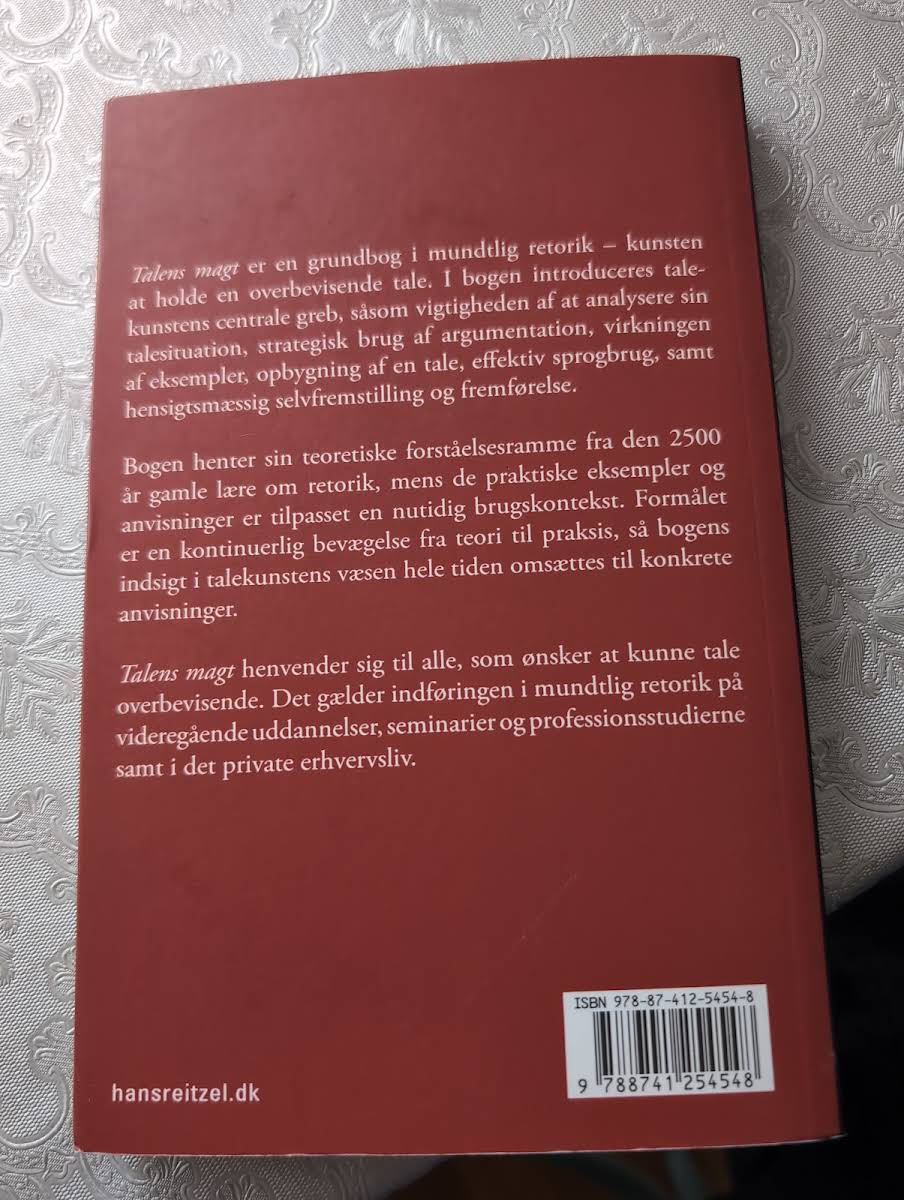 Talens magt er en grundbog i mundtlig retorik – kunsten
at holde en overbevisende tale. I bogen introduceres tale-
kunstens centrale greb, såsom vigtigheden af at analysere sin
talesituation, strategisk brug af argumentation, virkningen
af eksempler, opbygning af en tale, effektiv sprogbrug, samt
hensigtsmæssig selvfremstilling og fremførelse.
Bogen henter sin teoretiske forståelsesramme fra den 2500
år gamle lære om retorik, mens de praktiske eksempler og
anvisninger er tilpasset en nutidig brugskontekst. Formålet
er en kontinuerlig bevægelse fra teori til praksis, så bogens
indsigt i talekunstens væsen hele tiden omsættes til konkrete
anvisninger.
Talens magt henvender sig til alle, som ønsker at kunne tale
overbevisende. Det gælder indføringen i mundtlig retorik på
videregående uddannelser, seminarier og professionsstudierne
samt i det private erhvervsliv.
ISBN 978-87-412-5454-8
9 788741 254548
hansreitzel.dk